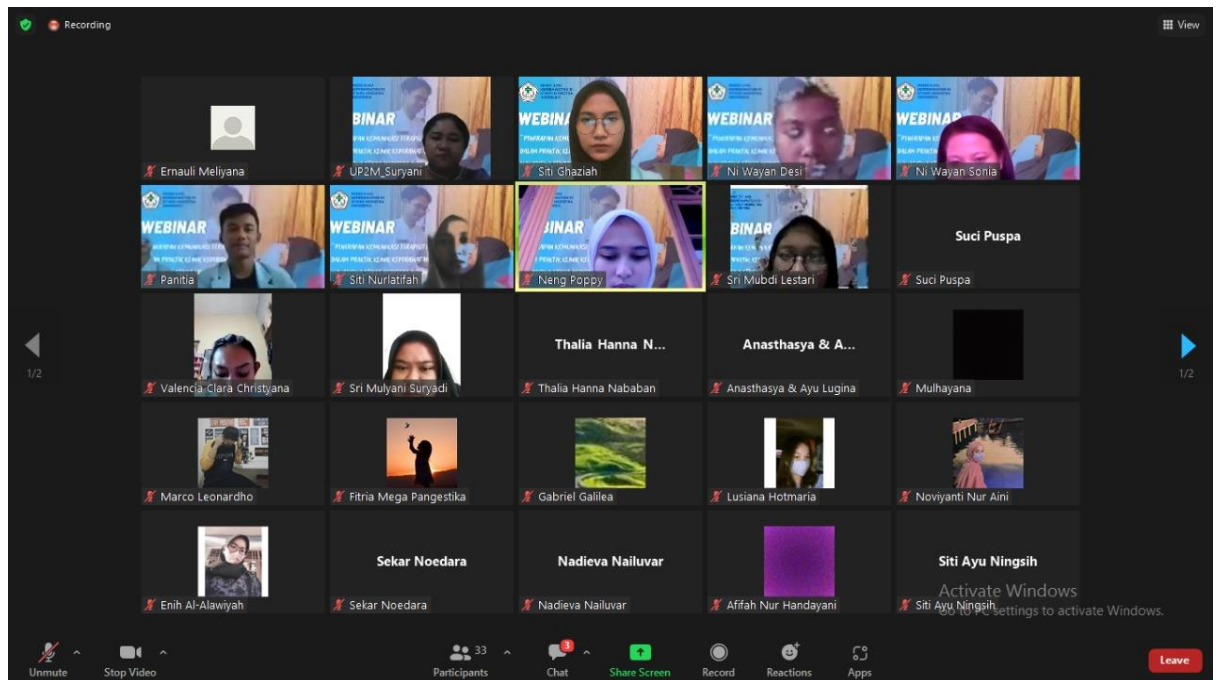 Recording
View
Ernauli Meliyana
BINAR
UP2M_Suryani
WEBINAR
Siti Ghaziah
WEBINAR
Ni Wayan Desi
WEBINAR
Ni Wayan Sonia
WEBINAR
Panitia
WEBINAR
Siti Nurlatifah
BINAR
Neng Poppy
BINAR
Sri Mubdi Lestari
Suci Puspa
Suci Puspa
Valencia Clara Christyana
Sri Mulyani Suryadi
Thalia Hanna N...
Thalia Hanna Nababan
Anasthasya & A...
Anasthasya & Ayu Lugina
Mulhayana
1/2
1/2
Marco Leonardho
Fitria Mega Pangestika
Gabriel Galilea
Lusiana Hotmaria
Noviyanti Nur Aini
Enih Al-Alawiyah
Sekar Noedara
Sekar Noedara
Nadieva Nailuvar
Nadieva Nailuvar
Afifah Nur Handayani
Siti Ayu Ningsih
Siti Ayu Ningsih
Activate Windows
Go to PC settings to activate Windows.
Unmute
Stop Video
33
Participants
3
Chat
Share Screen
Record
Reactions
Apps
Leave